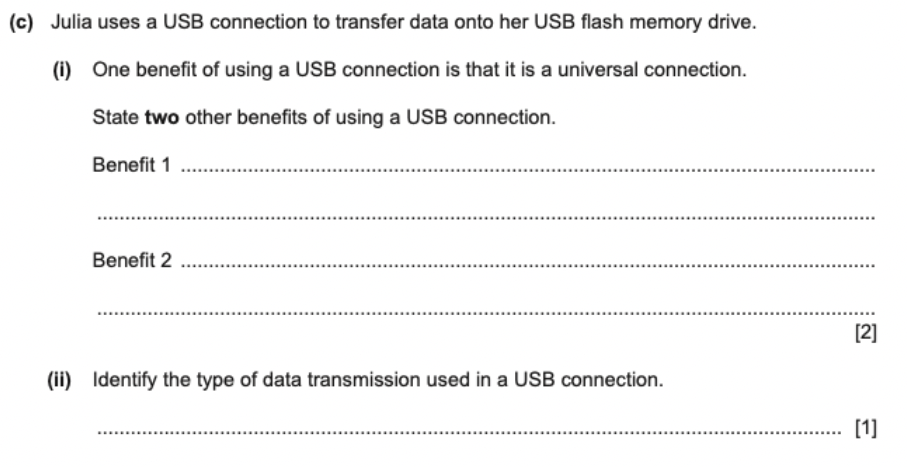 (c) Julia uses a USB connection to transfer data onto her USB flash memory drive.
(i) One benefit of using a USB connection is that it is a universal connection.
State two other benefits of using a USB connection.
Benefit 1 ....................................................................................................
....................................................................................................
Benefit 2 ....................................................................................................
....................................................................................................
[2]
(ii) Identify the type of data transmission used in a USB connection.
.................................................................................................... [1]